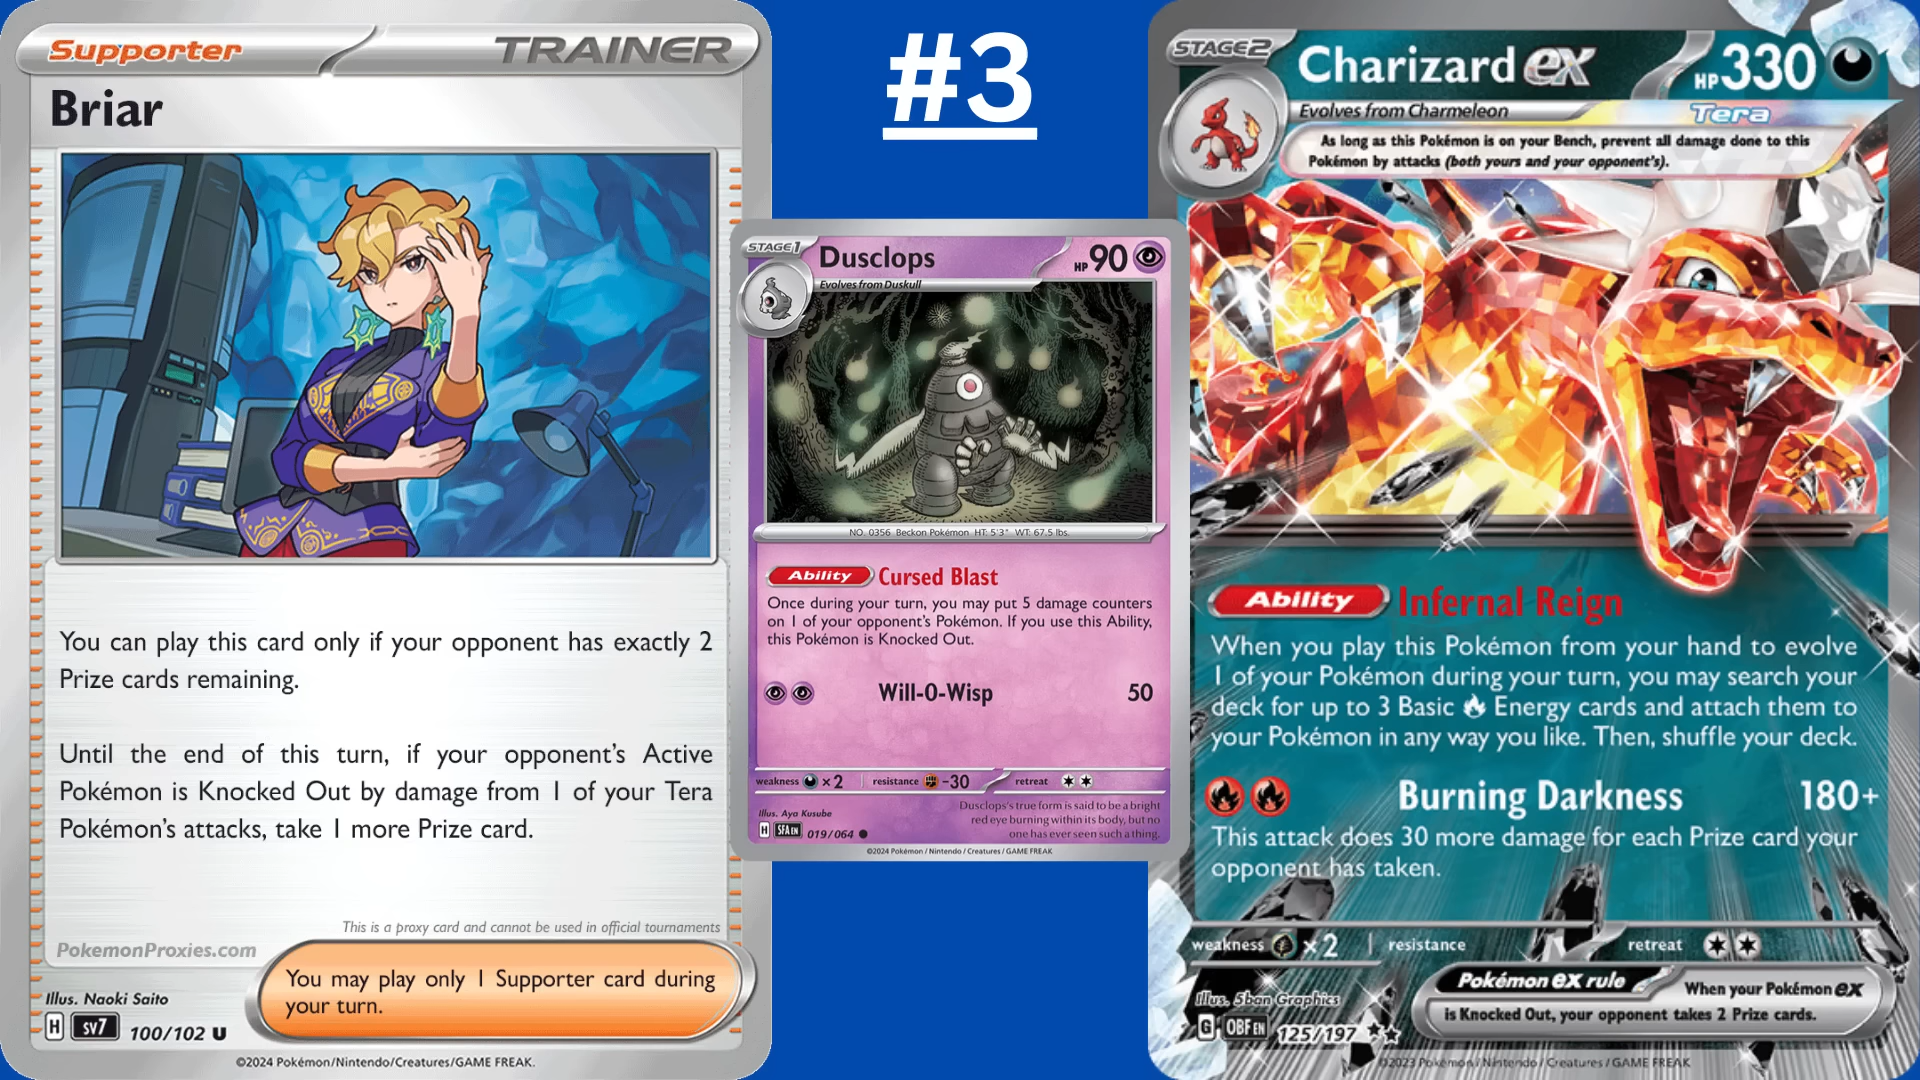 Supporter
TRAINER
Briar
You can play this card only if your opponent has exactly 2
Prize cards remaining.
Until the end of this turn, if your opponent's Active
Pokémon is Knocked Out by damage from 1 of your Tera
Pokémon's attacks, take 1 more Prize card.
This is a proxy card and cannot be used in official tournaments
PokemonProxies.com
You may play only 1 Supporter card during
your turn.
Illus. Naoki Saito
H sv7 100/102 U
©2024 Pokémon/Nintendo/Creatures/GAME FREAK.
#3
STAGE1
Dusclops
HP 90
Evolves from Duskull
NO. 0356 Beckon Pokémon HT: 5'3" WT: 67.5 lbs.
Ability Cursed Blast
Once during your turn, you may put 5 damage counters
on 1 of your opponent's Pokémon. If you use this Ability,
this Pokémon is Knocked Out.
Will-O-Wisp 50
weakness ×2 resistance -30 retreat
Illus. Aya Kusube
H SFA EN 019/064
Dusclops's true form is said to be a bright
red eye burning within its body, but no
one has ever seen such a thing.
©2024 Pokémon / Nintendo / Creatures / GAME FREAK
STAGE2
Charizard ex
HP 330
Evolves from Charmeleon
Tera
As long as this Pokémon is on your Bench, prevent all damage done to this
Pokémon by attacks (both yours and your opponent's).
Ability Infernal Reign
When you play this Pokémon from your hand to evolve
1 of your Pokémon during your turn, you may search your
deck for up to 3 Basic Energy cards and attach them to
your Pokémon in any way you like. Then, shuffle your deck.
Burning Darkness 180+
This attack does 30 more damage for each Prize card your
opponent has taken.
weakness ×2 resistance retreat
Pokémon ex rule
When your Pokémon ex
is Knocked Out, your opponent takes 2 Prize cards.
Illus. 5ban Graphics
G OBF EN 125/197
©2023 Pokémon / Nintendo / Creatures / GAME FREAK